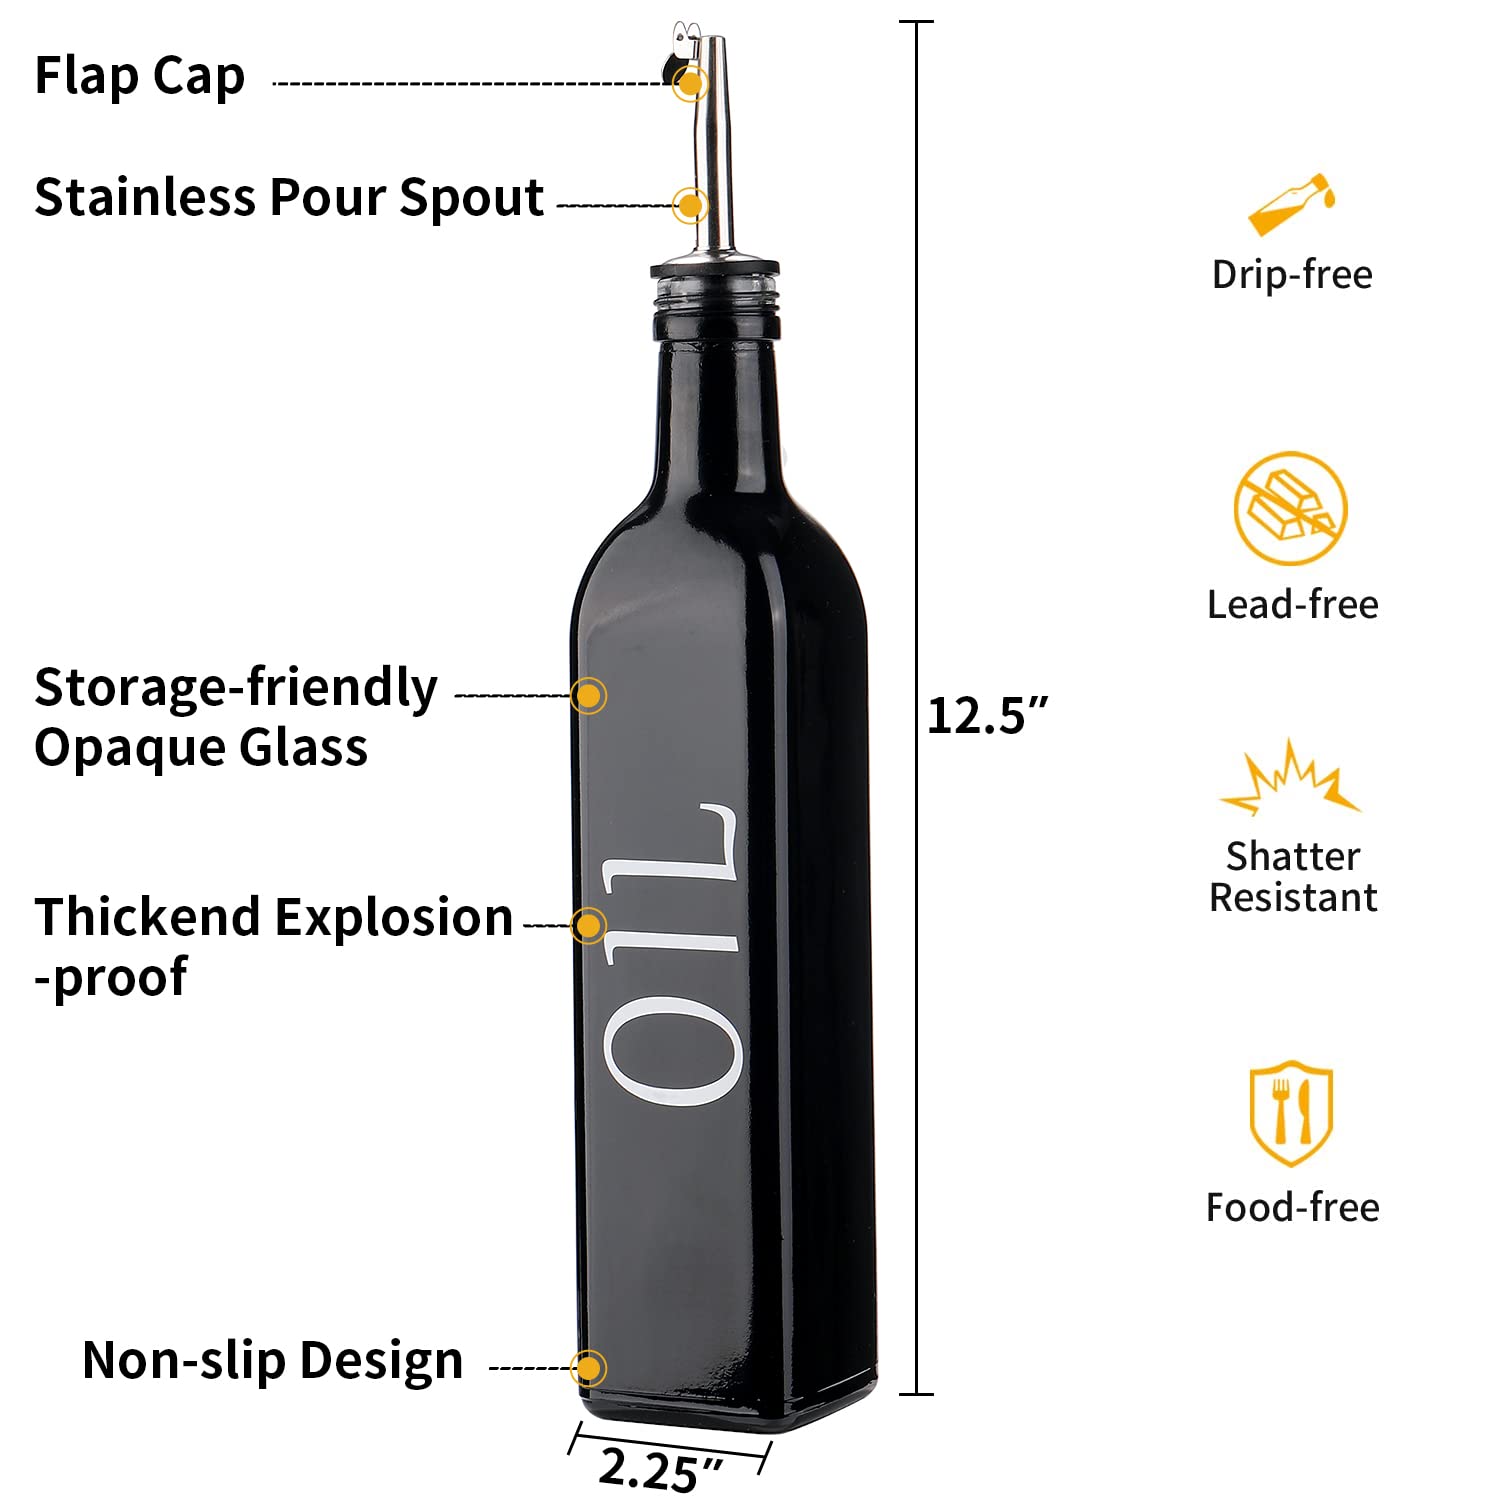 Flap Cap
Stainless Pour Spout
Storage-friendly
Opaque Glass
Thickend Explosion
-proof
Non-slip Design
OIL
12.5"
2.25"
Drip-free
Lead-free
Shatter
Resistant
Food-free